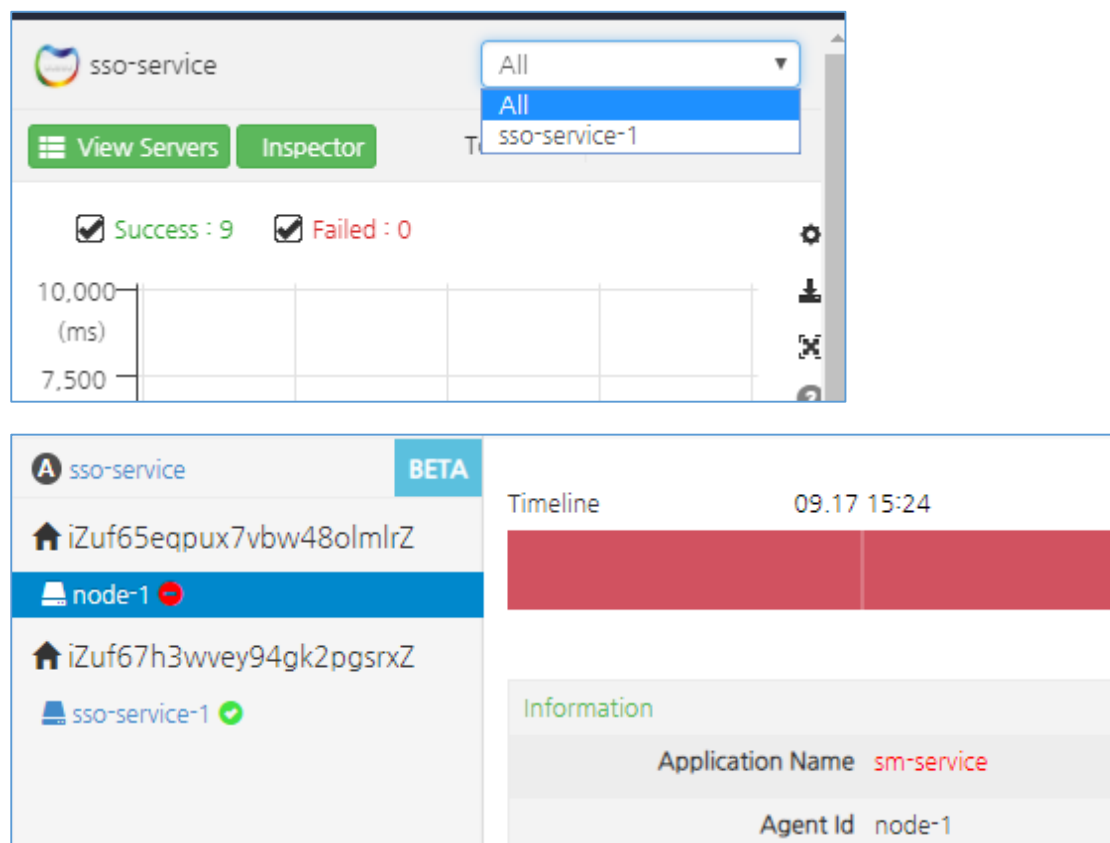 sso-service
All
All
sso-service-1
View Servers
Inspector
Success : 9
Failed : 0
10,000
(ms)
7,500
A sso-service
BETA
iZuf65eqpux7vbw48olmlrZ
node-1
iZuf67h3wvey94gk2pgsrxZ
sso-service-1
Timeline
09.17 15:24
Information
Application Name sm-service
Agent Id node-1